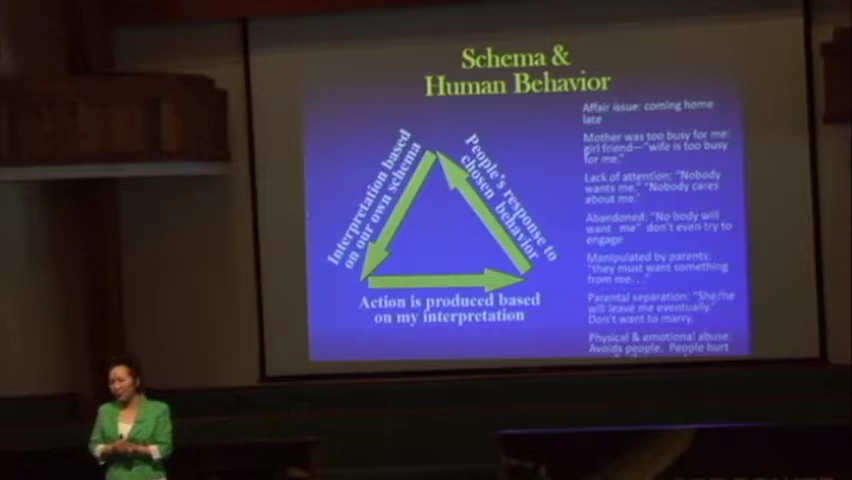 Schema &
Human Behavior
Interpretation based
on our own schema
People's response to
chosen behavior
Action is produced based
on my interpretation
Affair issue: coming home
late
Mother was too busy for me:
girl friend—"wife is too busy
for me."
Lack of attention: "Nobody
wants me." "Nobody cares
about me."
Abandoned: "No body will
want me" don't even try to
engage
Manipulated by parents:
"they must want something
from me. . ."
Parental separation: "She/he
will leave me eventually."
Don't want to marry.
Physical & emotional abuse:
Avoids people. People hurt